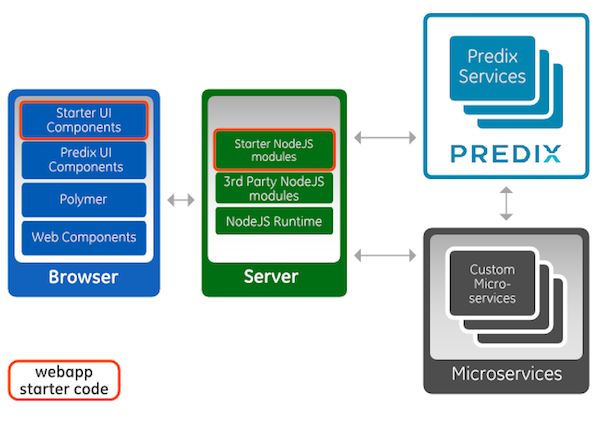 Starter UI
Components
Predix UI
Components
Polymer
Web Components
Browser
Starter NodeJS
modules
3rd Party NodeJS
modules
NodeJS Runtime
Server
Predix
Services
PREDIX
Custom
Micro-
services
Microservices
webapp
starter code